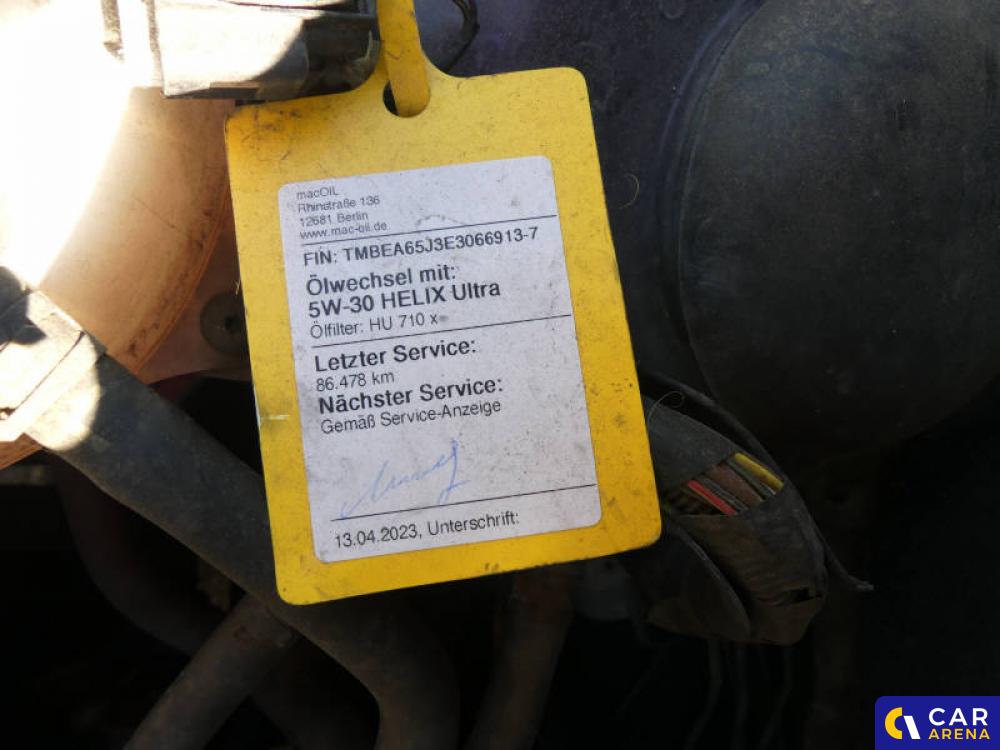 macOIL
Rhinstraße 136
12681 Berlin
www.mac-oil.de
FIN: TMBEA65J3E3066913-7
Ölwechsel mit:
5W-30 HELIX Ultra
Ölfilter: HU 710 x
Letzter Service:
86.478 km
Nächster Service:
Gemäß Service-Anzeige
13.04.2023, Unterschrift:
CAR
ARENA